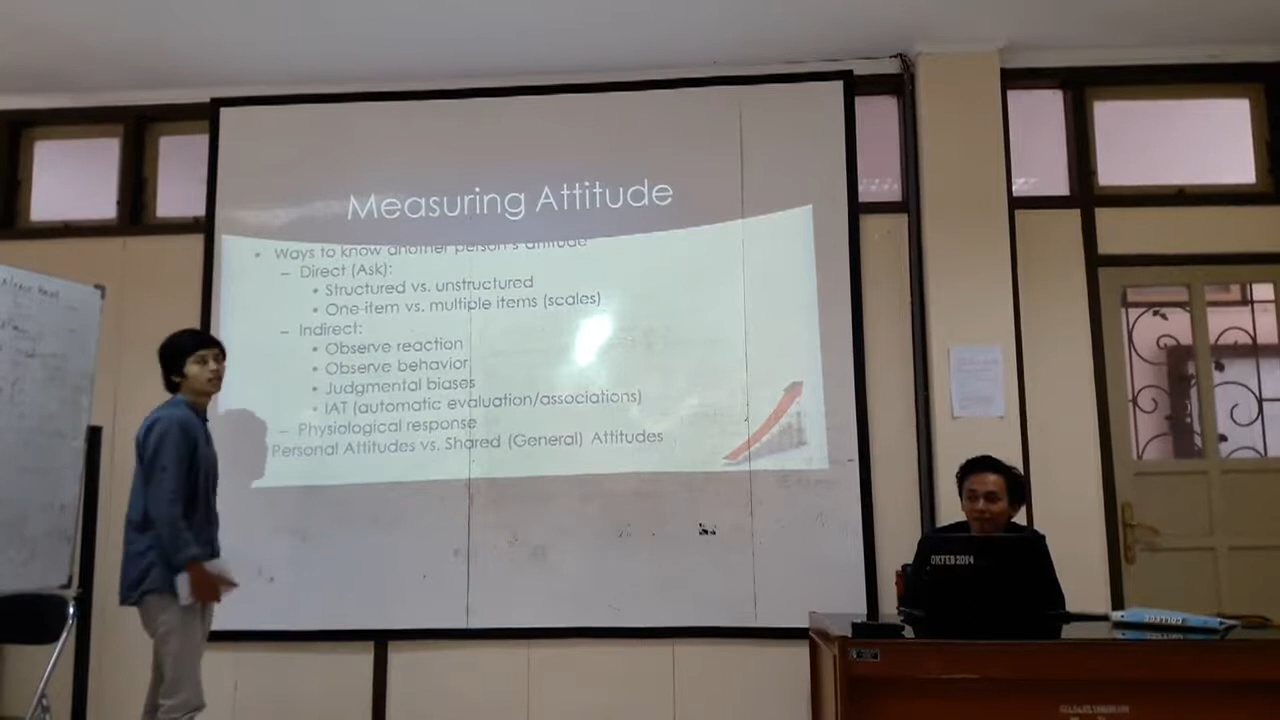 Measuring Attitude
• Ways to know another person's attitude
– Direct (Ask):
• Structured vs. unstructured
• One-item vs. multiple items (scales)
– Indirect:
• Observe reaction
• Observe behavior
• Judgmental biases
• IAT (automatic evaluation/associations)
– Physiological response
Personal Attitudes vs. Shared (General) Attitudes
OKFEB 2014
COLLEGE